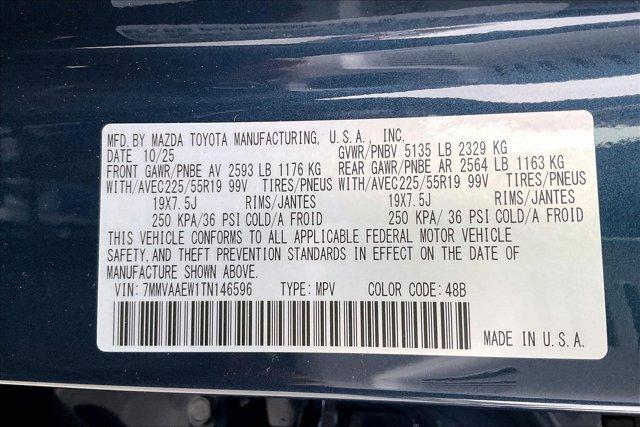 MFD. BY MAZDA TOYOTA MANUFACTURING, U.S.A., INC.
DATE 10/25 GVWR/PNBV 5135 LB 2329 KG
FRONT GAWR/PNBE AV 2593 LB 1176 KG REAR GAWR/PNBE AR 2564 LB 1163 KG
WITH/AVEC225/55R19 99V TIRES/PNEUS WITH/AVEC225/55R19 99V TIRES/PNEUS
19X7.5J RIMS/JANTES 19X7.5J RIMS/JANTES
250 KPA/36 PSI COLD/A FROID 250 KPA/ 36 PSI COLD/A FROID
THIS VEHICLE CONFORMS TO ALL APPLICABLE FEDERAL MOTOR VEHICLE
SAFETY, AND THEFT PREVENTION STANDARDS IN EFFECT ON THE DATE OF
MANUFACTURE SHOWN ABOVE.
VIN: 7MMVAAEW1TN146596 TYPE: MPV COLOR CODE: 48B
MADE IN U.S.A.